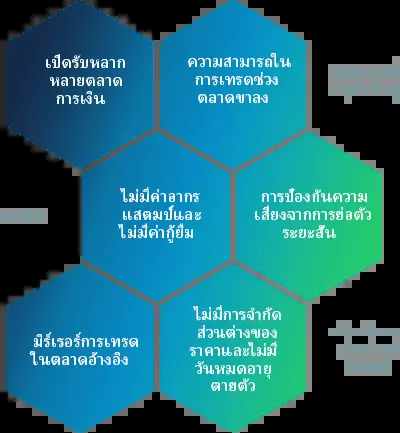 เปิดรับหลาก
หลายตลาด
การเงิน
ความสามารถใน
การเทรดช่วง
ตลาดขาลง
ไม่มีค่าอากร
แสตมป์และ
ไม่มีค่ากู้ยืม
การป้องกันความ
เสี่ยงจากการย่อตัว
ระยะสั้น
มิร์เรอร์การเทรด
ในตลาดอ้างอิง
ไม่มีการจำกัด
ส่วนต่างของ
ราคาและไม่มี
วันหมดอายุ
ตายตัว